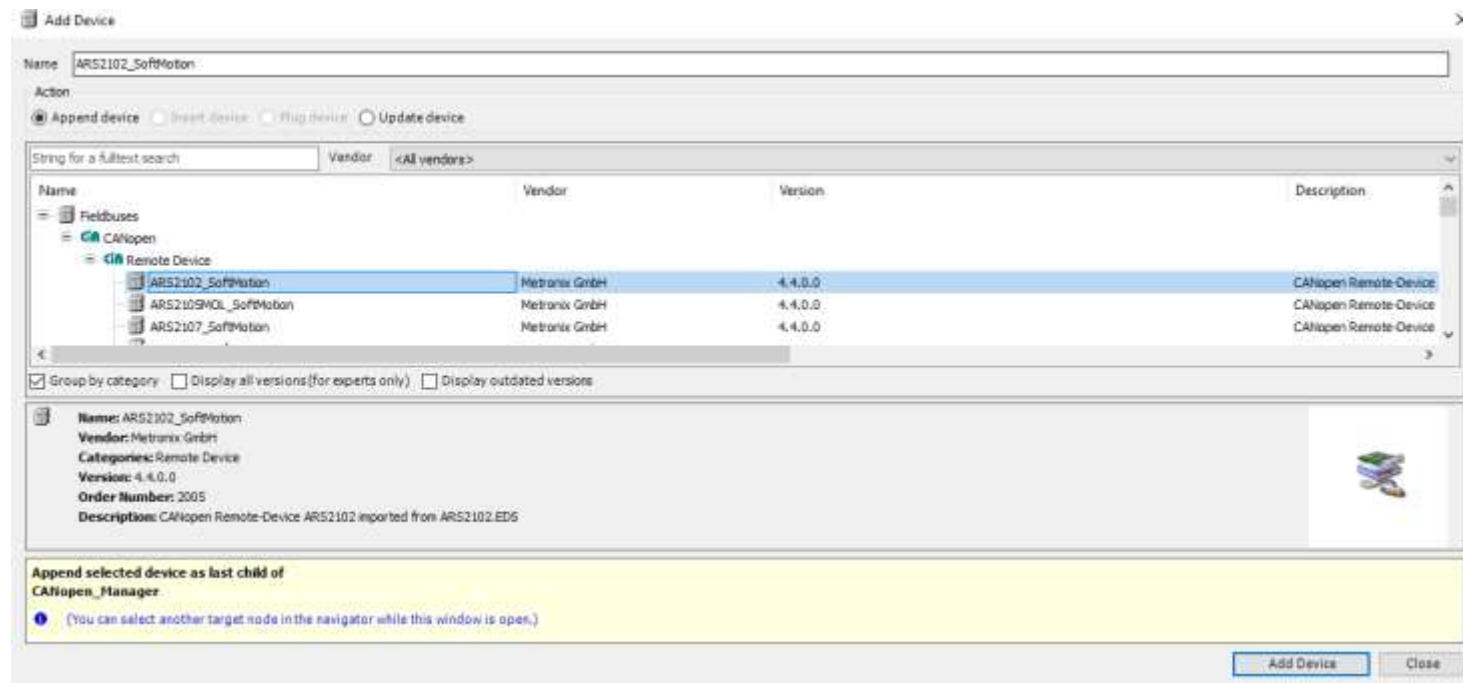 Add Device
Name ARS2102_SoftMotion
Action
Append device Insert device Plug device Update device
String for a fulltext search Vendor <All vendors>
Name Vendor Version Description
Fieldbuses
CiA CANopen
CiA Remote Device
ARS2102_SoftMotion Metronix GmbH 4.4.0.0 CANopen Remote-Device
ARS2105MOL_SoftMotion Metronix GmbH 4.4.0.0 CANopen Remote-Device
ARS2107_SoftMotion Metronix GmbH 4.4.0.0 CANopen Remote-Device
Group by category Display all versions (for experts only) Display outdated versions
Name: ARS2102_SoftMotion
Vendor: Metronix GmbH
Categories: Remote Device
Version: 4.4.0.0
Order Number: 2005
Description: CANopen Remote-Device ARS2102 imported from ARS2102.EDS
Append selected device as last child of
CANopen_Manager
(You can select another target node in the navigator while this window is open.)
Add Device Close